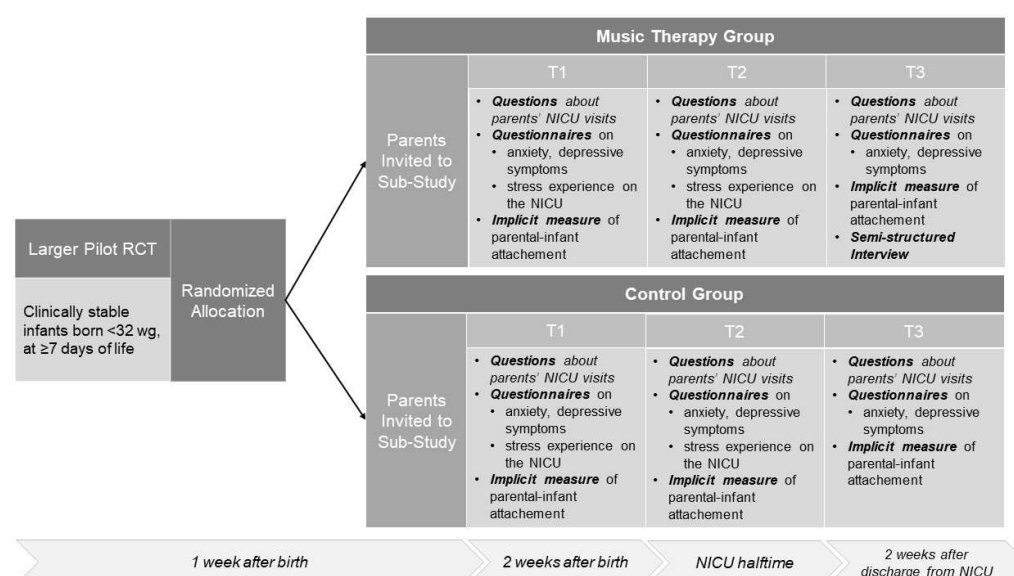 Larger Pilot RCT
Clinically stable
infants born <32 wg,
at ≥7 days of life
Randomized
Allocation
Music Therapy Group
Parents
Invited to
Sub-Study
T1
• Questions about
parents' NICU visits
• Questionnaires on
• anxiety, depressive
symptoms
• stress experience on
the NICU
• Implicit measure of
parental-infant
attachement
T2
• Questions about
parents' NICU visits
• Questionnaires on
• anxiety, depressive
symptoms
• stress experience on
the NICU
• Implicit measure of
parental-infant
attachement
T3
• Questions about
parents' NICU visits
• Questionnaires on
• anxiety, depressive
symptoms
• Implicit measure of
parental-infant
attachement
• Semi-structured
Interview
Control Group
Parents
Invited to
Sub-Study
T1
• Questions about
parents' NICU visits
• Questionnaires on
• anxiety, depressive
symptoms
• stress experience on
the NICU
• Implicit measure of
parental-infant
attachement
T2
• Questions about
parents' NICU visits
• Questionnaires on
• anxiety, depressive
symptoms
• stress experience on
the NICU
• Implicit measure of
parental-infant
attachement
T3
• Questions about
parents' NICU visits
• Questionnaires on
• anxiety, depressive
symptoms
• Implicit measure of
parental-infant
attachement
1 week after birth
2 weeks after birth
NICU halftime
2 weeks after
discharge from NICU